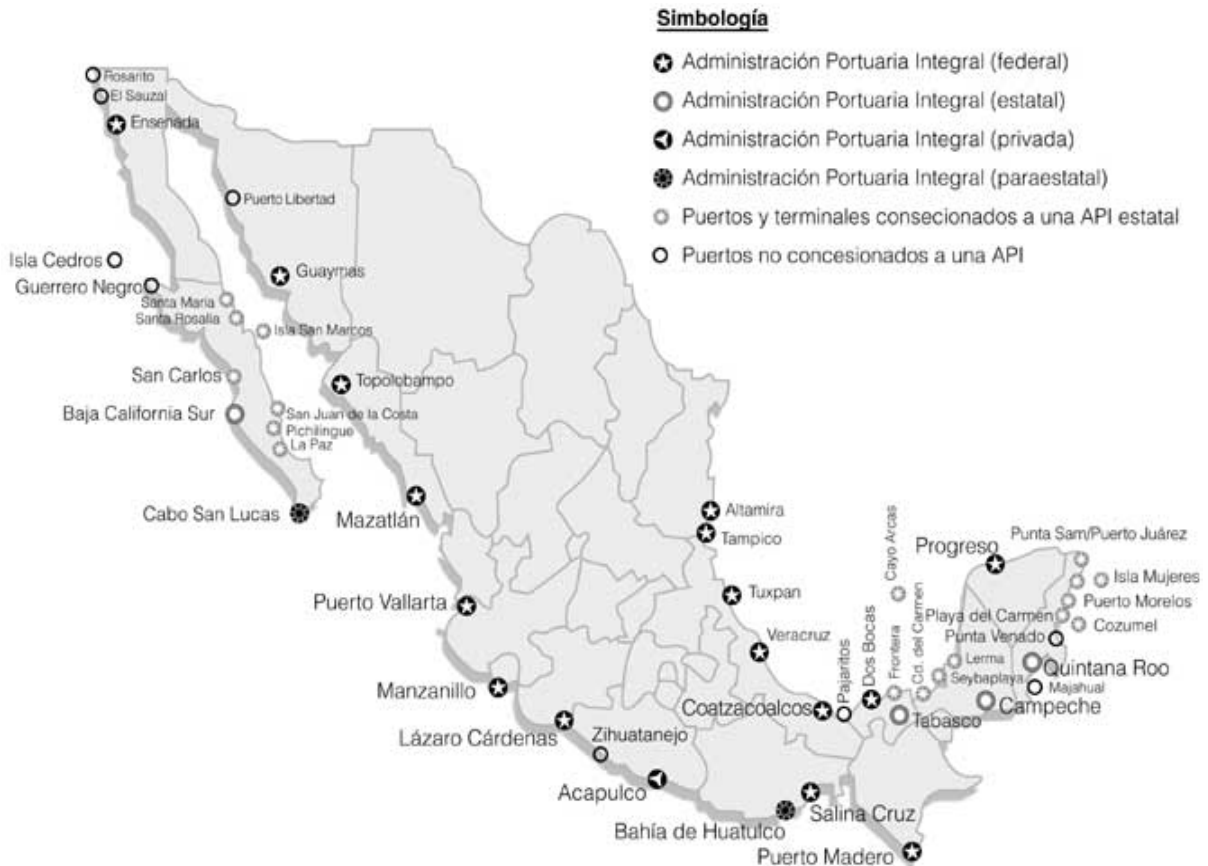 Simbología
Administración Portuaria Integral (federal)
Administración Portuaria Integral (estatal)
Administración Portuaria Integral (privada)
Administración Portuaria Integral (paraestatal)
Puertos y terminales consecionados a una API estatal
Puertos no concesionados a una API
Rosarito
El Sauzal
Ensenada
Puerto Libertad
Isla Cedros
Guaymas
Guerrero Negro
Santa Maria
Santa Rosalia
Isla San Marcos
San Carlos
Topolobampo
Baja California Sur
San Juan de la Costa
Pichilingue
La Paz
Cabo San Lucas
Mazatlán
Altamira
Tampico
Cayo Arcas
Progreso
Punta Sam/Puerto Juárez
Isla Mujeres
Puerto Vallarta
Tuxpan
Puerto Morelos
Playa del Carmén
Cozumel
Veracruz
Punta Venado
Pajaritos
Dos Bocas
Frontera
Cd. del Carmen
Lerma
Quintana Roo
Seybaplaya
Manzanillo
Majahual
Coatzacoalcos
Campeche
Tabasco
Lázaro Cárdenas
Zihuatanejo
Acapulco
Salina Cruz
Bahía de Huatulco
Puerto Madero